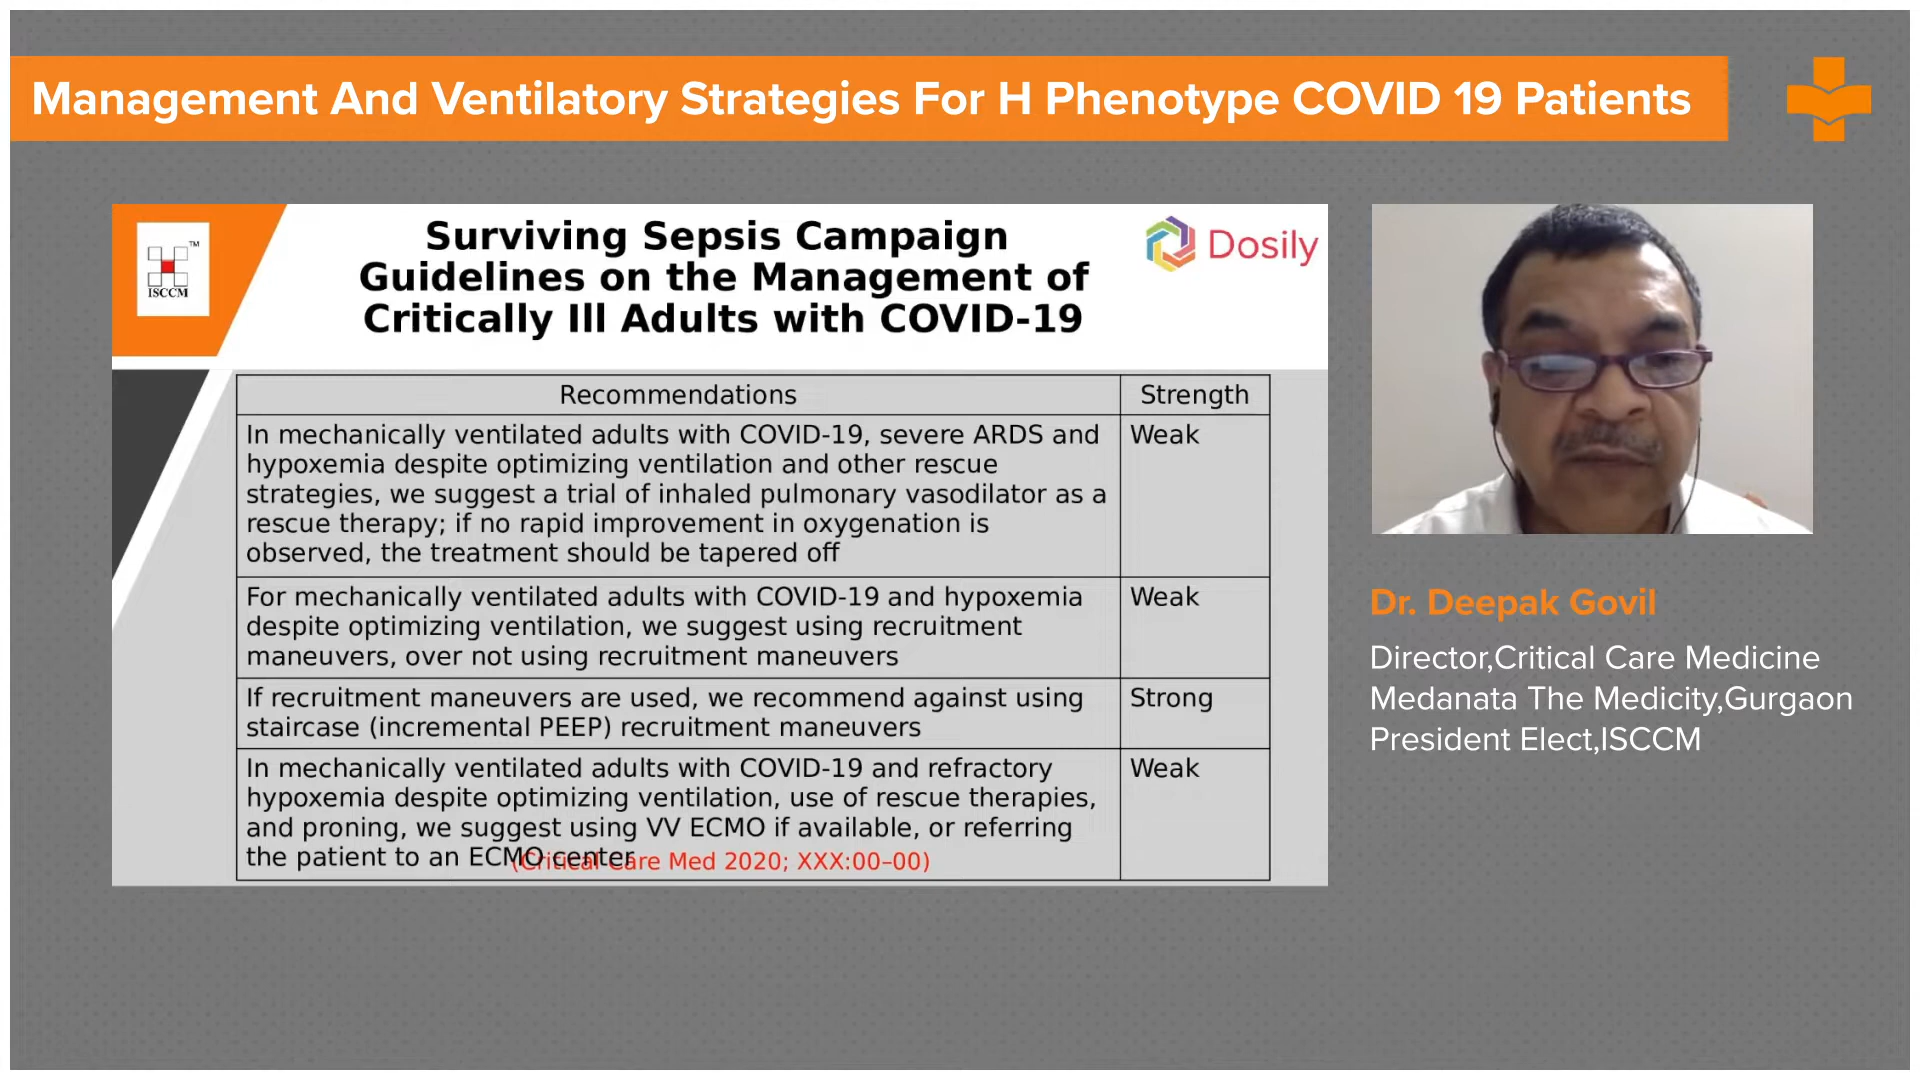 Management And Ventilatory Strategies For H Phenotype COVID 19 Patients
TM
ISCCM
Surviving Sepsis Campaign
Guidelines on the Management of
Critically Ill Adults with COVID-19
Dosily
Recommendations
Strength
In mechanically ventilated adults with COVID-19, severe ARDS and
hypoxemia despite optimizing ventilation and other rescue
strategies, we suggest a trial of inhaled pulmonary vasodilator as a
rescue therapy; if no rapid improvement in oxygenation is
observed, the treatment should be tapered off
Weak
For mechanically ventilated adults with COVID-19 and hypoxemia
despite optimizing ventilation, we suggest using recruitment
maneuvers, over not using recruitment maneuvers
Weak
If recruitment maneuvers are used, we recommend against using
staircase (incremental PEEP) recruitment maneuvers
Strong
In mechanically ventilated adults with COVID-19 and refractory
hypoxemia despite optimizing ventilation, use of rescue therapies,
and proning, we suggest using VV ECMO if available, or referring
the patient to an ECMO center
Weak
(Critical Care Med 2020; XXX:00–00)
Dr. Deepak Govil
Director,Critical Care Medicine
Medanata The Medicity,Gurgaon
President Elect,ISCCM